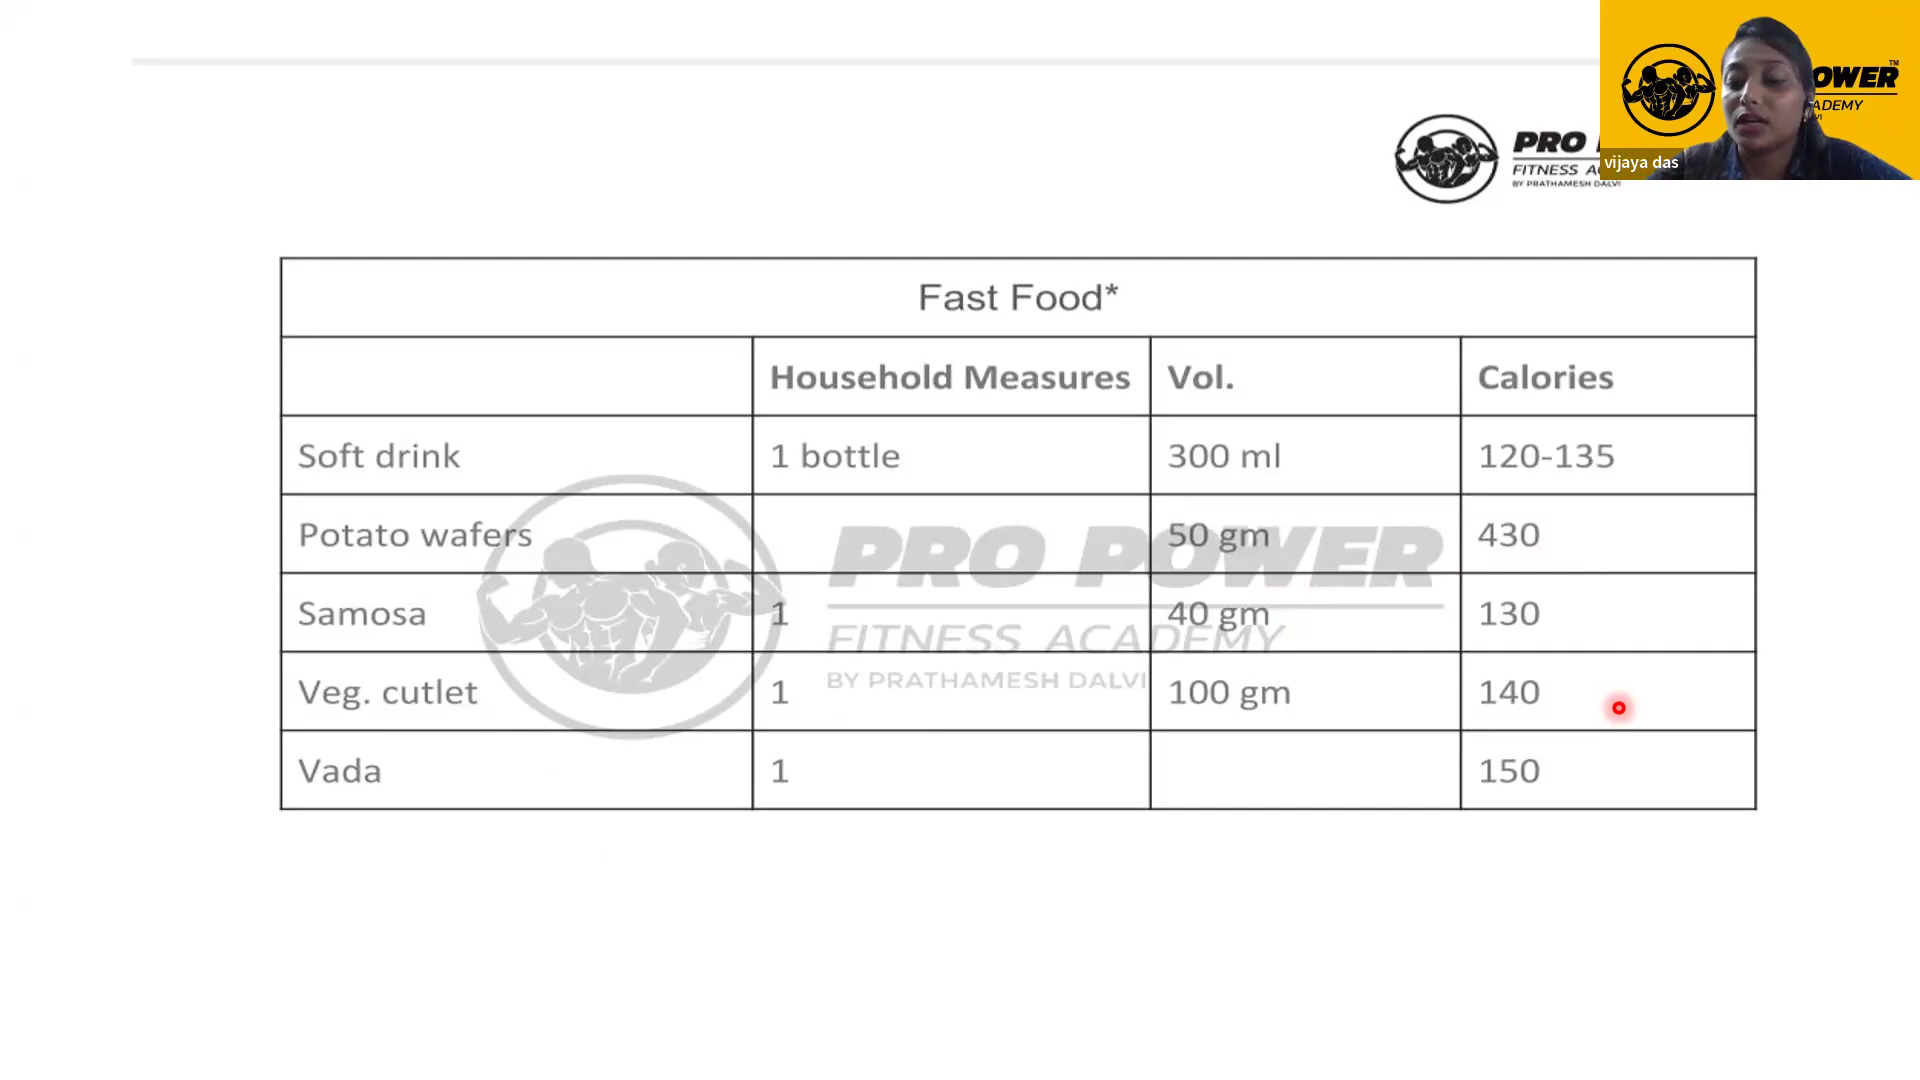 OWER
TM
ADEMY
VI
vijaya das
PRO
FITNESS A
BY PRATHAMESH DALVI
Fast Food*
Household Measures Vol. Calories
Soft drink 1 bottle 300 ml 120-135
Potato wafers 50 gm 430
Samosa 1 40 gm 130
Veg. cutlet 1 100 gm 140
Vada 1 150
PRO POWER
FITNESS ACADEMY
BY PRATHAMESH DALVI